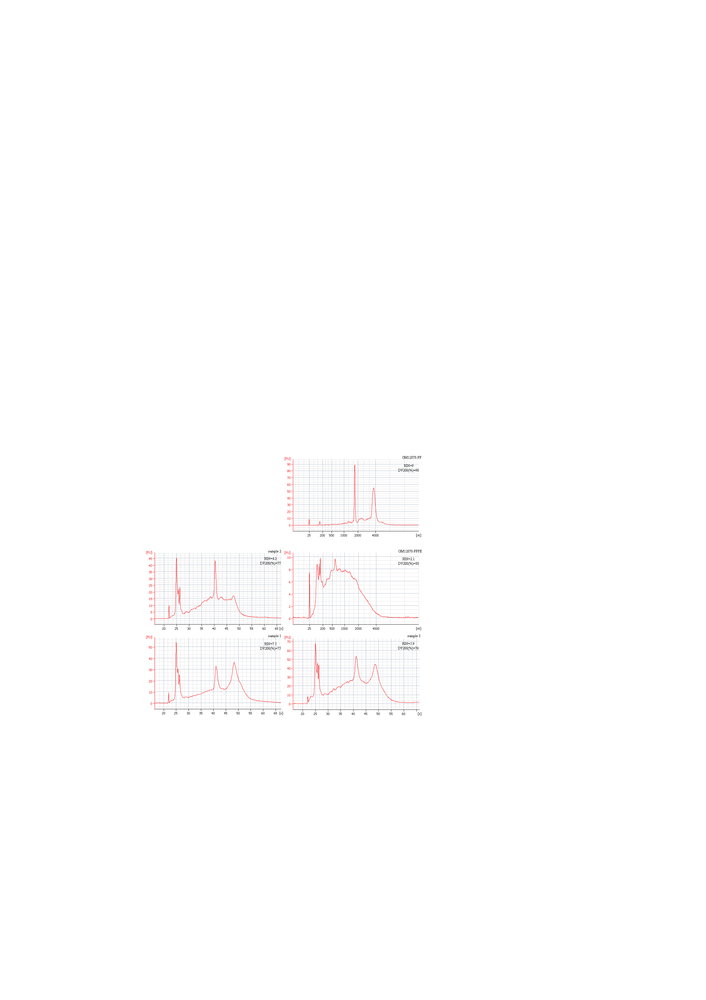 GM12878-FF
[FU]
RIN=9
DV200(%)=98
90
80
70
60
50
40
30
20
10
0
25 200 500 1000 2000 4000 [nt]
sample 2
[FU]
RIN=4.2
DV200(%)=77
45
40
35
30
25
20
15
10
5
0
20 25 30 35 40 45 50 55 60 65 [s]
GM12878-FFPE
[FU]
RIN=2.1
DV200(%)=80
10
8
6
4
2
0
25 200 500 1000 2000 4000 [nt]
sample 1
[FU]
RIN=7.5
DV200(%)=75
50
40
30
20
10
0
20 25 30 35 40 45 50 55 60 65 [s]
sample 3
[FU]
RIN=5.9
DV200(%)=76
70
60
50
40
30
20
10
0
20 25 30 35 40 45 50 55 60 [s]